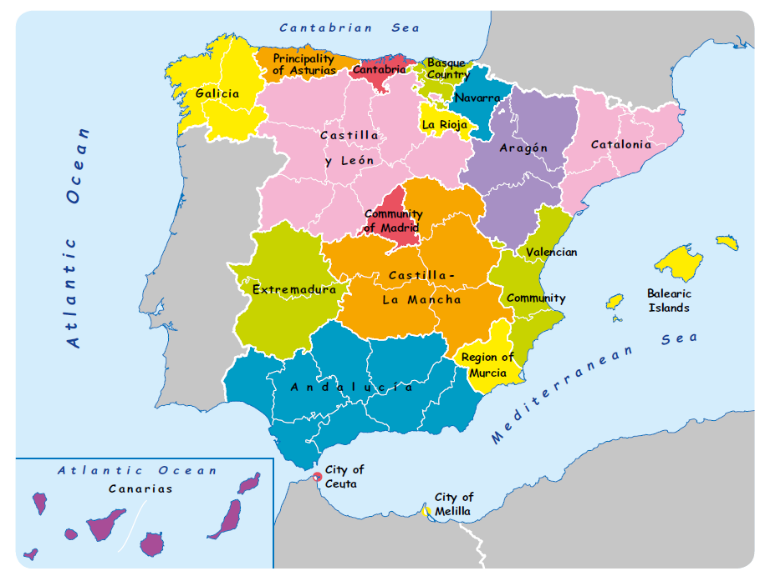 Cantabrian Sea
Principality
of Asturias
Cantabria
Basque
Country
Navarra
Galicia
La Rioja
Castilla
y León
Aragón
Catalonia
Atlantic Ocean
Community
of Madrid
Valencian
Community
Castilla-
La Mancha
Extremadura
Balearic
Islands
Region of
Murcia
Andalucía
Mediterranean Sea
City of
Ceuta
City of
Melilla
Atlantic Ocean
Canarias